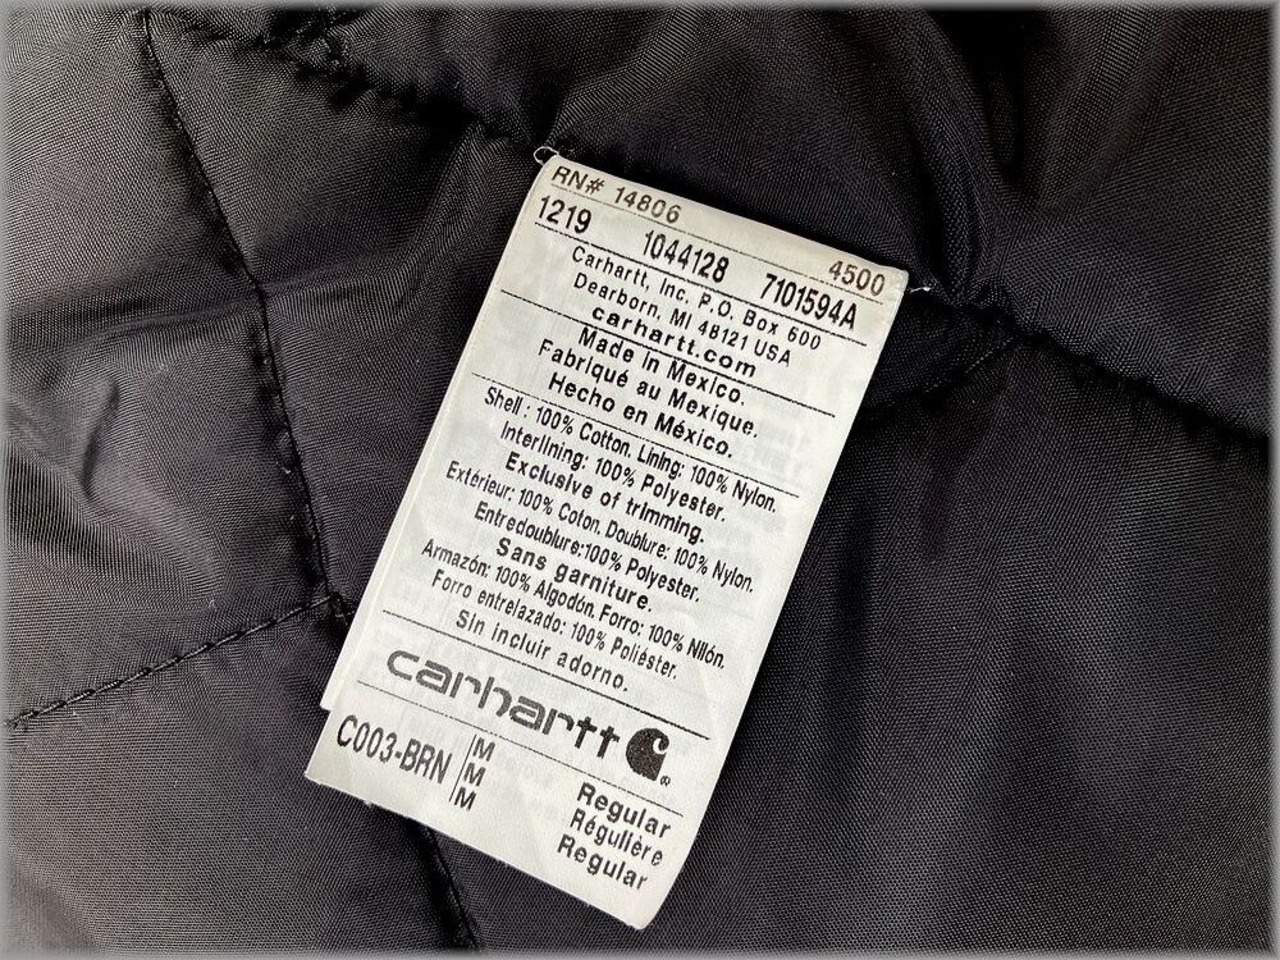 RN# 14806 4500
1219 1044128 7101594A
Carhartt, Inc. P.O. Box 600
Dearborn, MI 48121 USA
carhartt.com
Made in Mexico.
Fabriqué au Mexique.
Hecho en México.
Shell : 100% Cotton. Lining: 100% Nylon.
Interlining: 100% Polyester.
Exclusive of trimming.
Extérieur: 100% Coton. Doublure: 100% Nylon.
Entredoublure:100% Polyester.
Sans garniture.
Armazón: 100% Algodón. Forro: 100% Nilón.
Forro entrelazado: 100% Poliéster.
Sin incluir adorno.
carhartt ®
C003-BRN M Regular
M Régulière
M Regular